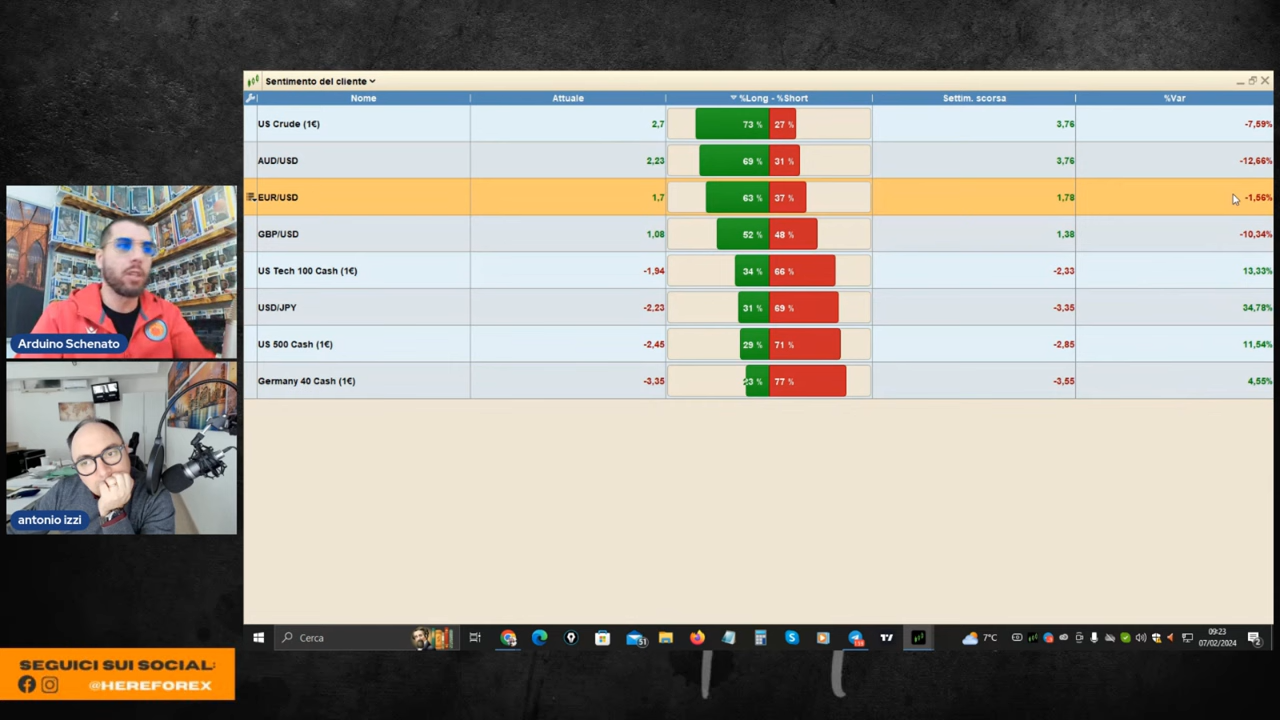 Sentimento del cliente
Nome Attuale %Long - %Short Settim. scorsa %Var
US Crude (1€) 2,7 73 % 27 % 3,76 -7,59%
AUD/USD 2,23 69 % 31 % 3,76 -12,66%
EUR/USD 1,7 63 % 37 % 1,78 -1,56%
GBP/USD 1,08 52 % 48 % 1,38 -10,34%
US Tech 100 Cash (1€) -1,94 34 % 66 % -2,33 13,33%
USD/JPY -2,23 31 % 69 % -3,35 34,78%
US 500 Cash (1€) -2,45 29 % 71 % -2,85 11,54%
Germany 40 Cash (1€) -3,35 23 % 77 % -3,55 4,55%
Arduino Schenato
antonio izzi
Cerca 51 7°C 09:23
07/02/2024
SEGUICI SUI SOCIAL:
@HEREFOREX